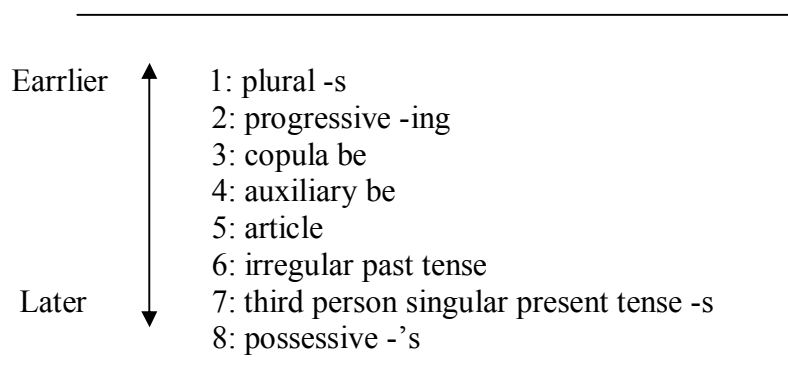 Earrlier 1: plural -s
2: progressive -ing
3: copula be
4: auxiliary be
5: article
6: irregular past tense
Later 7: third person singular present tense -s
8: possessive -’s